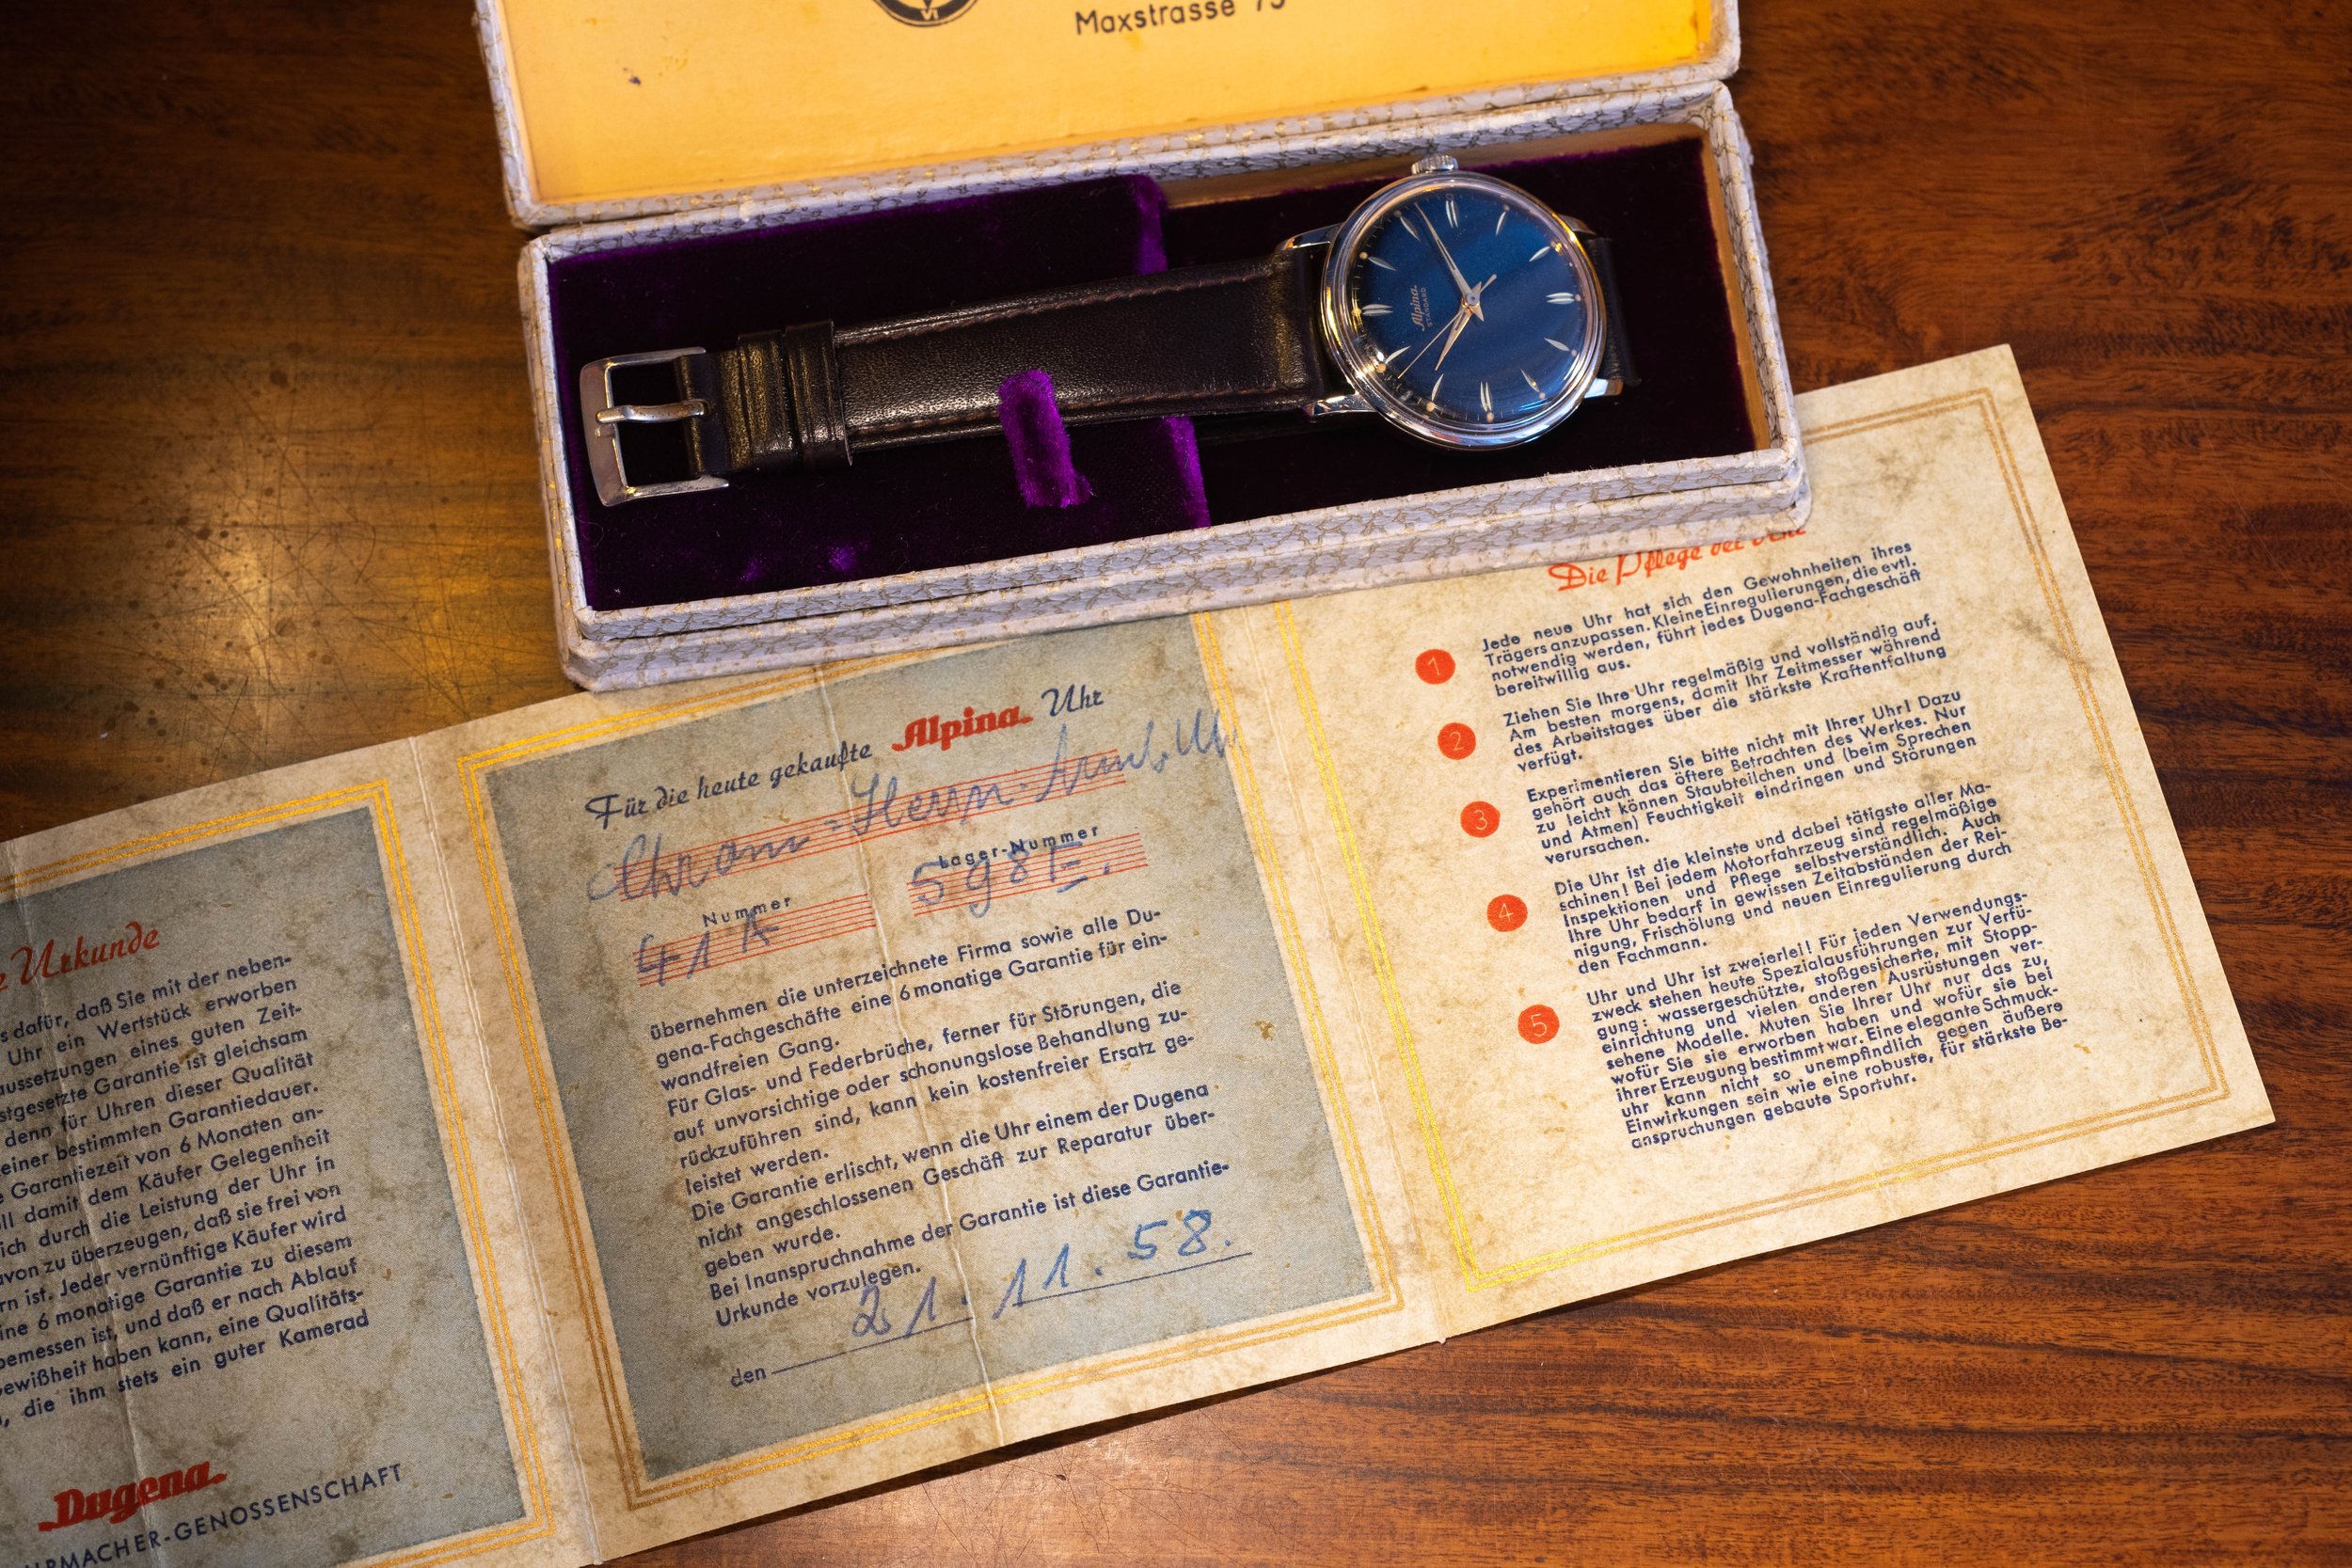 VI
Maxstrasse
Alpina
STANDARD
e Urkunde
s dafür, daß Sie mit der neben-
Uhr ein Wertstück erworben
aussetzungen eines guten Zeit-
stgesetzte Garantie ist gleichsam
denn für Uhren dieser Qualität
einer bestimmten Garantiedauer.
e Garantiezeit von 6 Monaten an-
ll damit dem Käufer Gelegenheit
ich durch die Leistung der Uhr in
avon zu überzeugen, daß sie frei von
rn ist. Jeder vernünftige Käufer wird
ine 6 monatige Garantie zu diesem
bemessen ist, und daß er nach Ablauf
ewißheit haben kann, eine Qualitäts-
, die ihm stets ein guter Kamerad
Dugena
UHRMACHER-GENOSSENSCHAFT
Für die heute gekaufte Alpina Uhr
Chrom-Herrn-Armb.Uhr
Nummer
41 A
Lager-Nummer
598E.
übernehmen die unterzeichnete Firma sowie alle Du-
gena-Fachgeschäfte eine 6 monatige Garantie für ein-
wandfreien Gang.
Für Glas- und Federbrüche, ferner für Störungen, die
auf unvorsichtige oder schonungslose Behandlung zu-
rückzuführen sind, kann kein kostenfreier Ersatz ge-
leistet werden.
Die Garantie erlischt, wenn die Uhr einem der Dugena
nicht angeschlossenen Geschäft zur Reparatur über-
geben wurde.
Bei Inanspruchnahme der Garantie ist diese Garantie-
Urkunde vorzulegen.
den 21. 11. 58.
Die Pflege der Uhr
1 Jede neue Uhr hat sich den Gewohnheiten ihres
Trägers anzupassen. Kleine Einregulierungen, die evtl.
notwendig werden, führt jedes Dugena-Fachgeschäft
bereitwillig aus.
2 Ziehen Sie Ihre Uhr regelmäßig und vollständig auf.
Am besten morgens, damit Ihr Zeitmesser während
des Arbeitstages über die stärkste Kraftentfaltung
verfügt.
3 Experimentieren Sie bitte nicht mit Ihrer Uhr! Dazu
gehört auch das öftere Betrachten des Werkes. Nur
zu leicht können Staubteilchen und (beim Sprechen
und Atmen) Feuchtigkeit eindringen und Störungen
verursachen.
4 Die Uhr ist die kleinste und dabei tätigste aller Ma-
schinen! Bei jedem Motorfahrzeug sind regelmäßige
Inspektionen und Pflege selbstverständlich. Auch
Ihre Uhr bedarf in gewissen Zeitabständen der Rei-
nigung, Frischölung und neuen Einregulierung durch
den Fachmann.
5 Uhr und Uhr ist zweierlei! Für jeden Verwendungs-
zweck stehen heute Spezialausführungen zur Verfü-
gung: wassergeschützte, stoßgesicherte, mit Stopp-
einrichtung und vielen anderen Ausrüstungen ver-
sehene Modelle. Muten Sie Ihrer Uhr nur das zu,
wofür Sie sie erworben haben und wofür sie bei
ihrer Erzeugung bestimmt war. Eine elegante Schmuck-
uhr kann nicht so unempfindlich gegen äußere
Einwirkungen sein wie eine robuste, für stärkste Be-
anspruchungen gebaute Sportuhr.